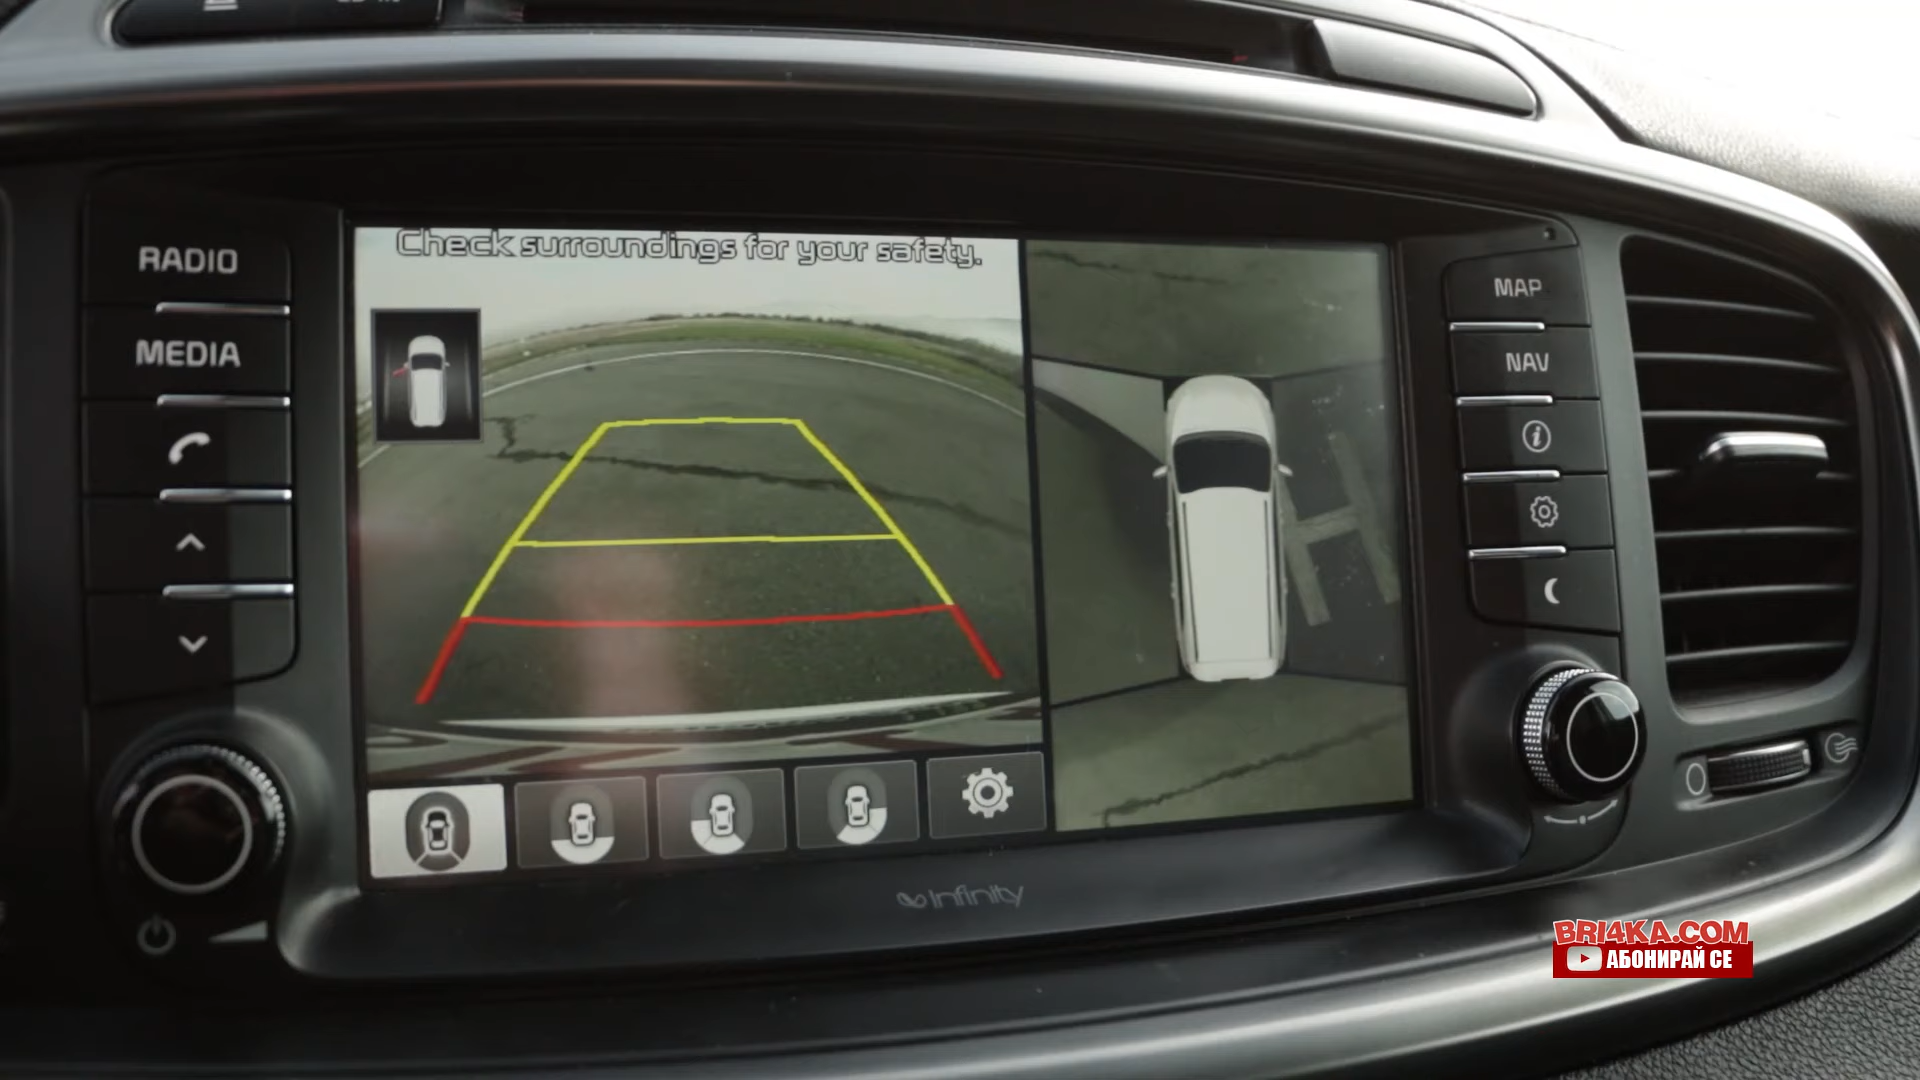 Check surroundings for your safety.
RADIO
MEDIA
MAP
NAV
i
infinity
BRI4KA.COM
АБОНИРАЙ СЕ